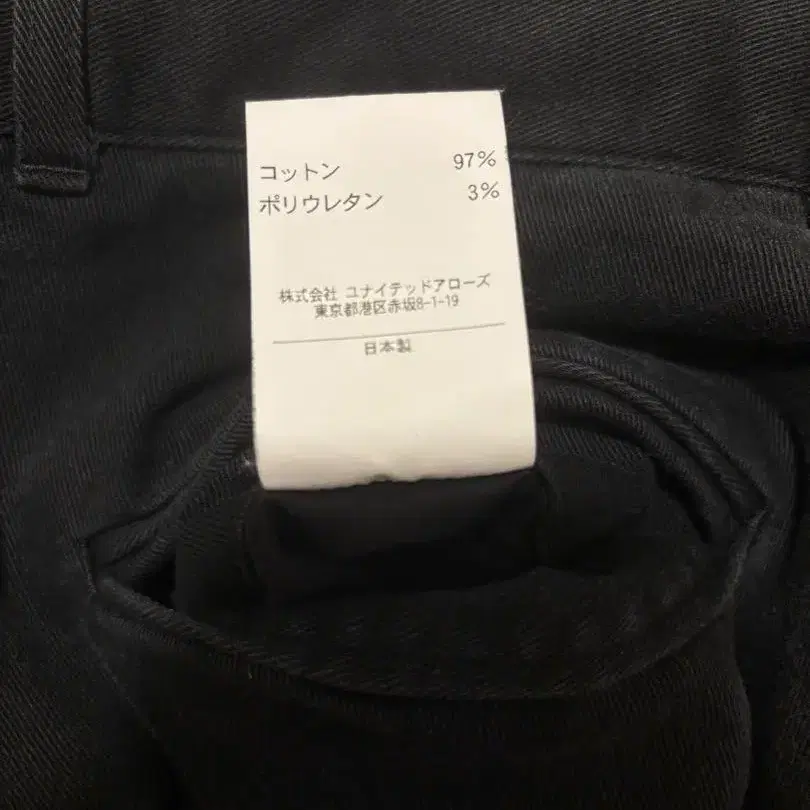 コットン 97%
ポリウレタン 3%
株式会社 ユナイテッドアローズ
東京都港区赤坂8-1-19
日本製